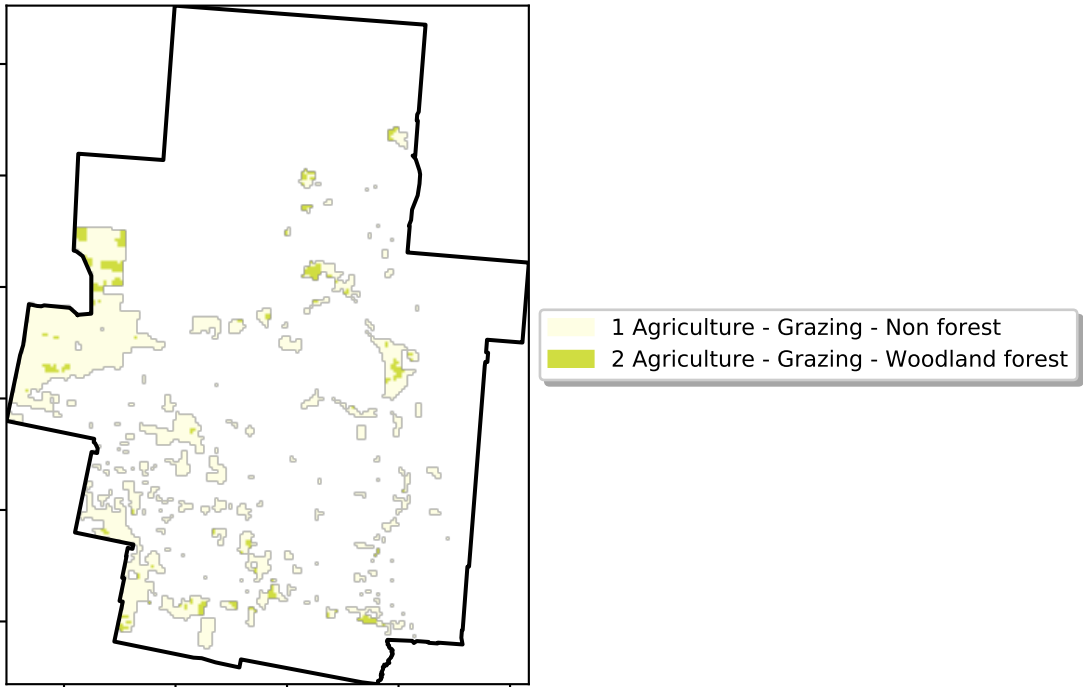 1 Agriculture - Grazing - Non forest
2 Agriculture - Grazing - Woodland forest